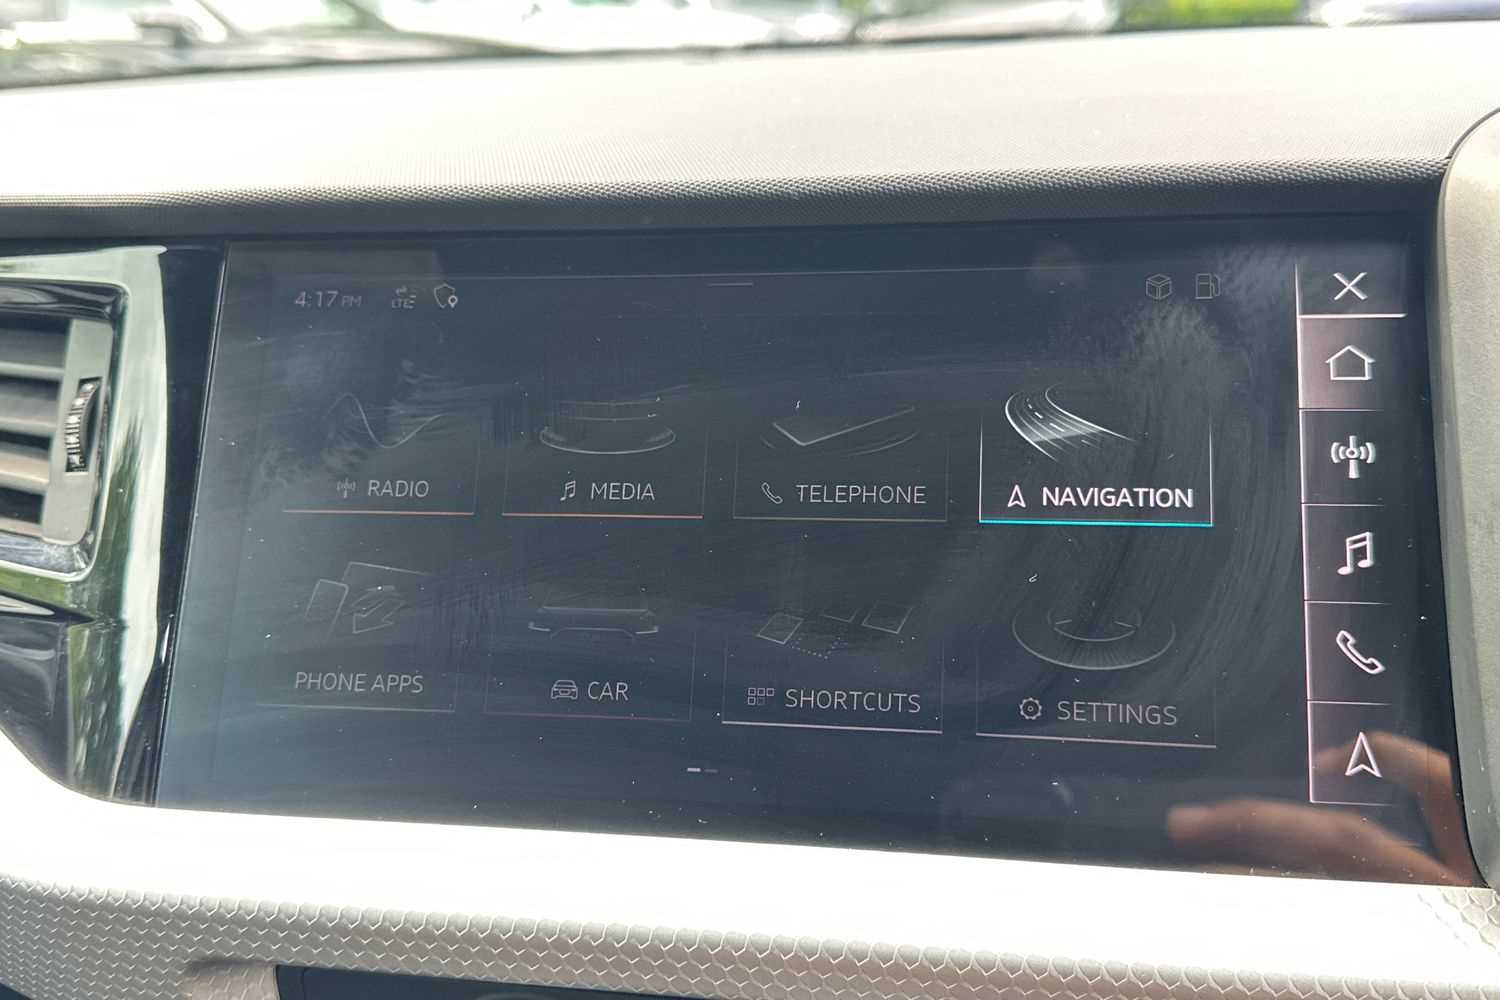 4:17 PM LTE
RADIO MEDIA TELEPHONE NAVIGATION
PHONE APPS CAR SHORTCUTS SETTINGS